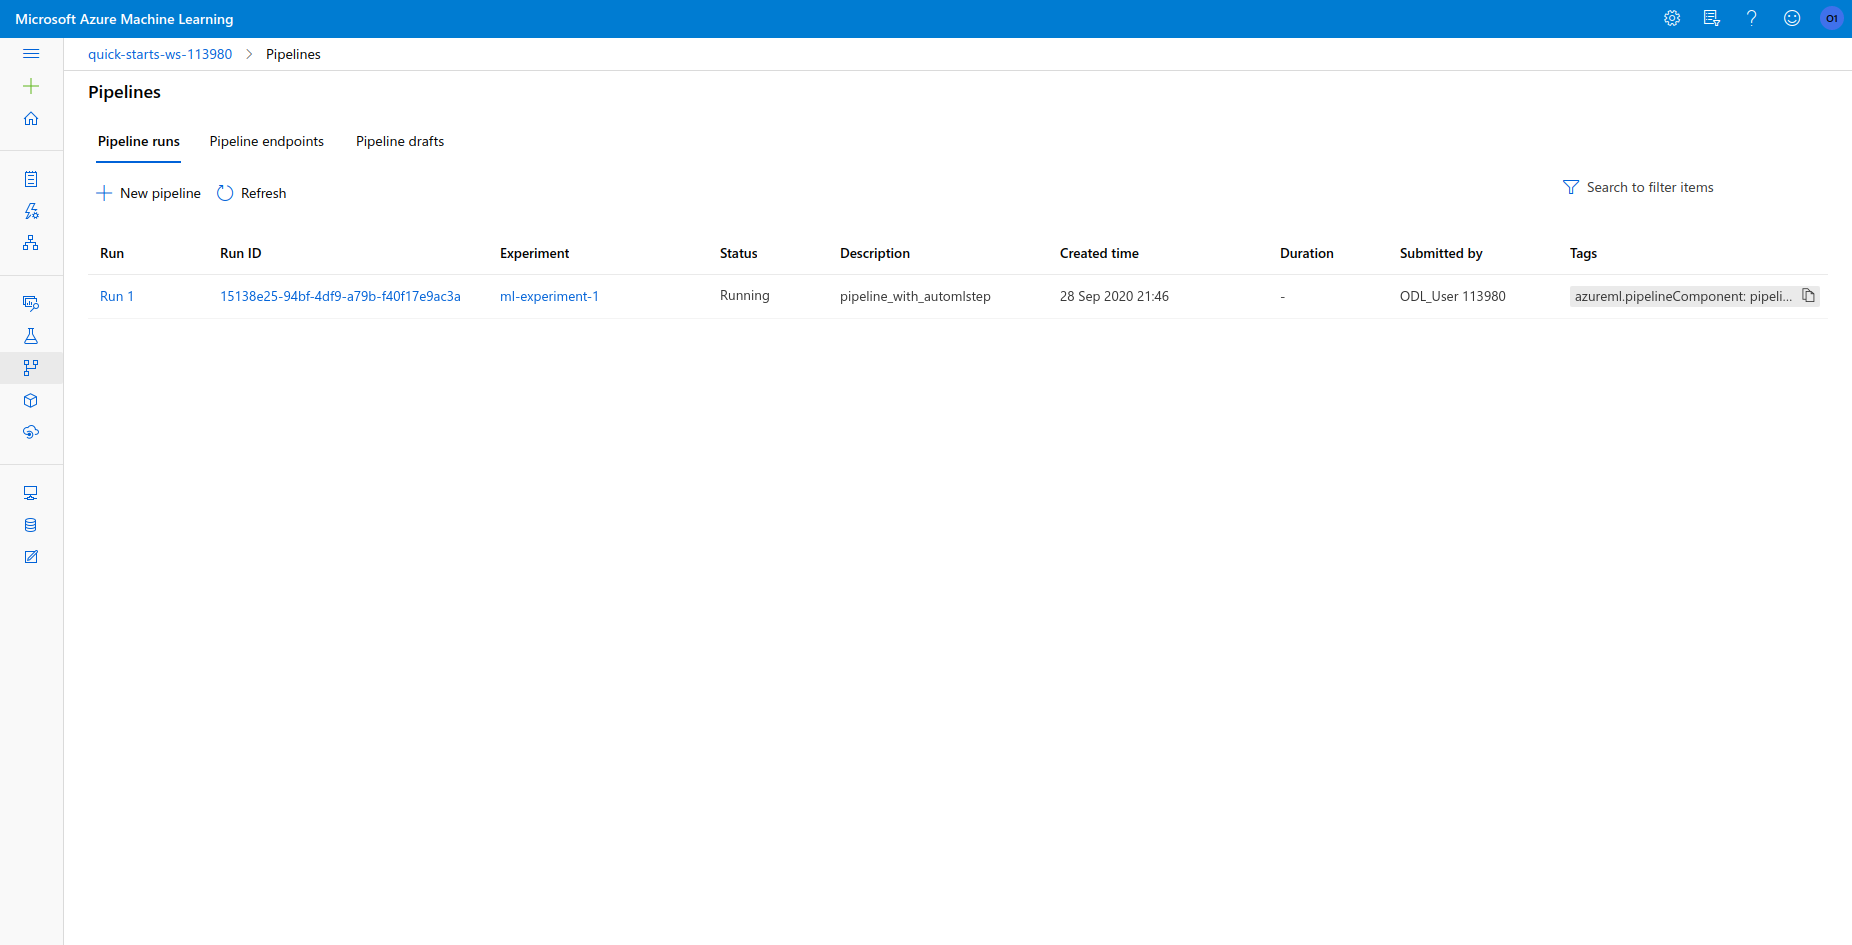 Microsoft Azure Machine Learning
O1
quick-starts-ws-113980 > Pipelines
Pipelines
Pipeline runs Pipeline endpoints Pipeline drafts
New pipeline Refresh Search to filter items
Run Run ID Experiment Status Description Created time Duration Submitted by Tags
Run 1 15138e25-94bf-4df9-a79b-f40f17e9ac3a ml-experiment-1 Running pipeline_with_automlstep 28 Sep 2020 21:46 - ODL_User 113980 azureml.pipelineComponent: pipeli...